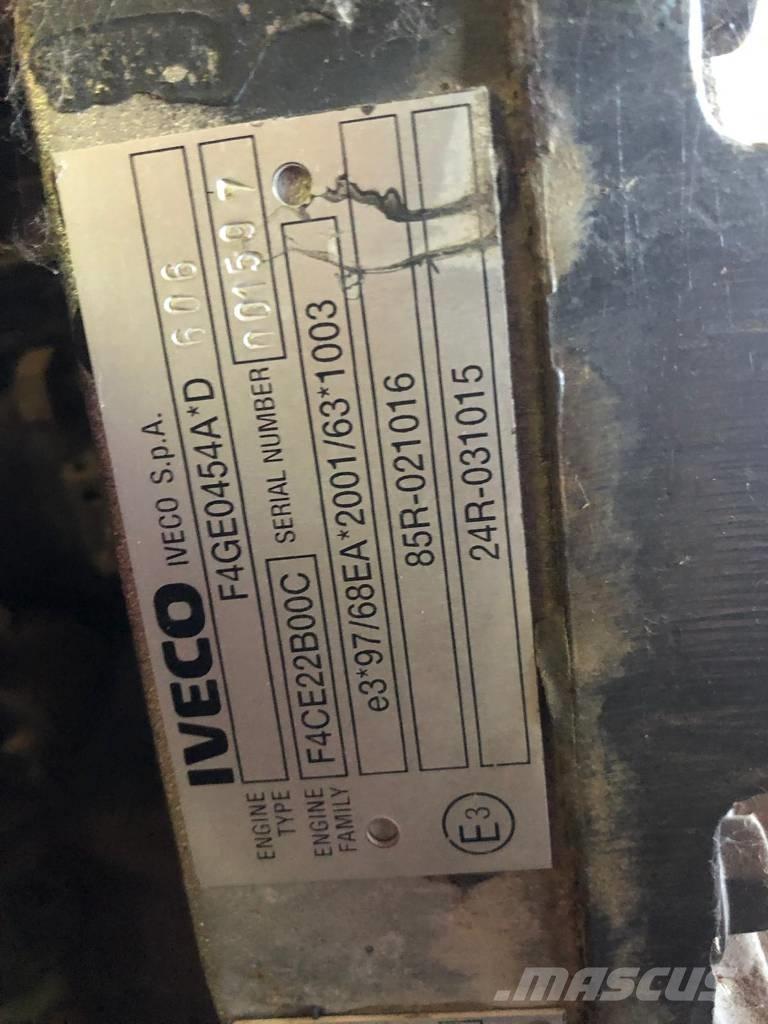 IVECO IVECO S.p.A.
ENGINE TYPE F4GE0454A*D 606
SERIAL NUMBER 001597
ENGINE FAMILY F4CE22B00C
e3*97/68EA*2001/63*1003
85R-021016
24R-031015
E3
MASCUS